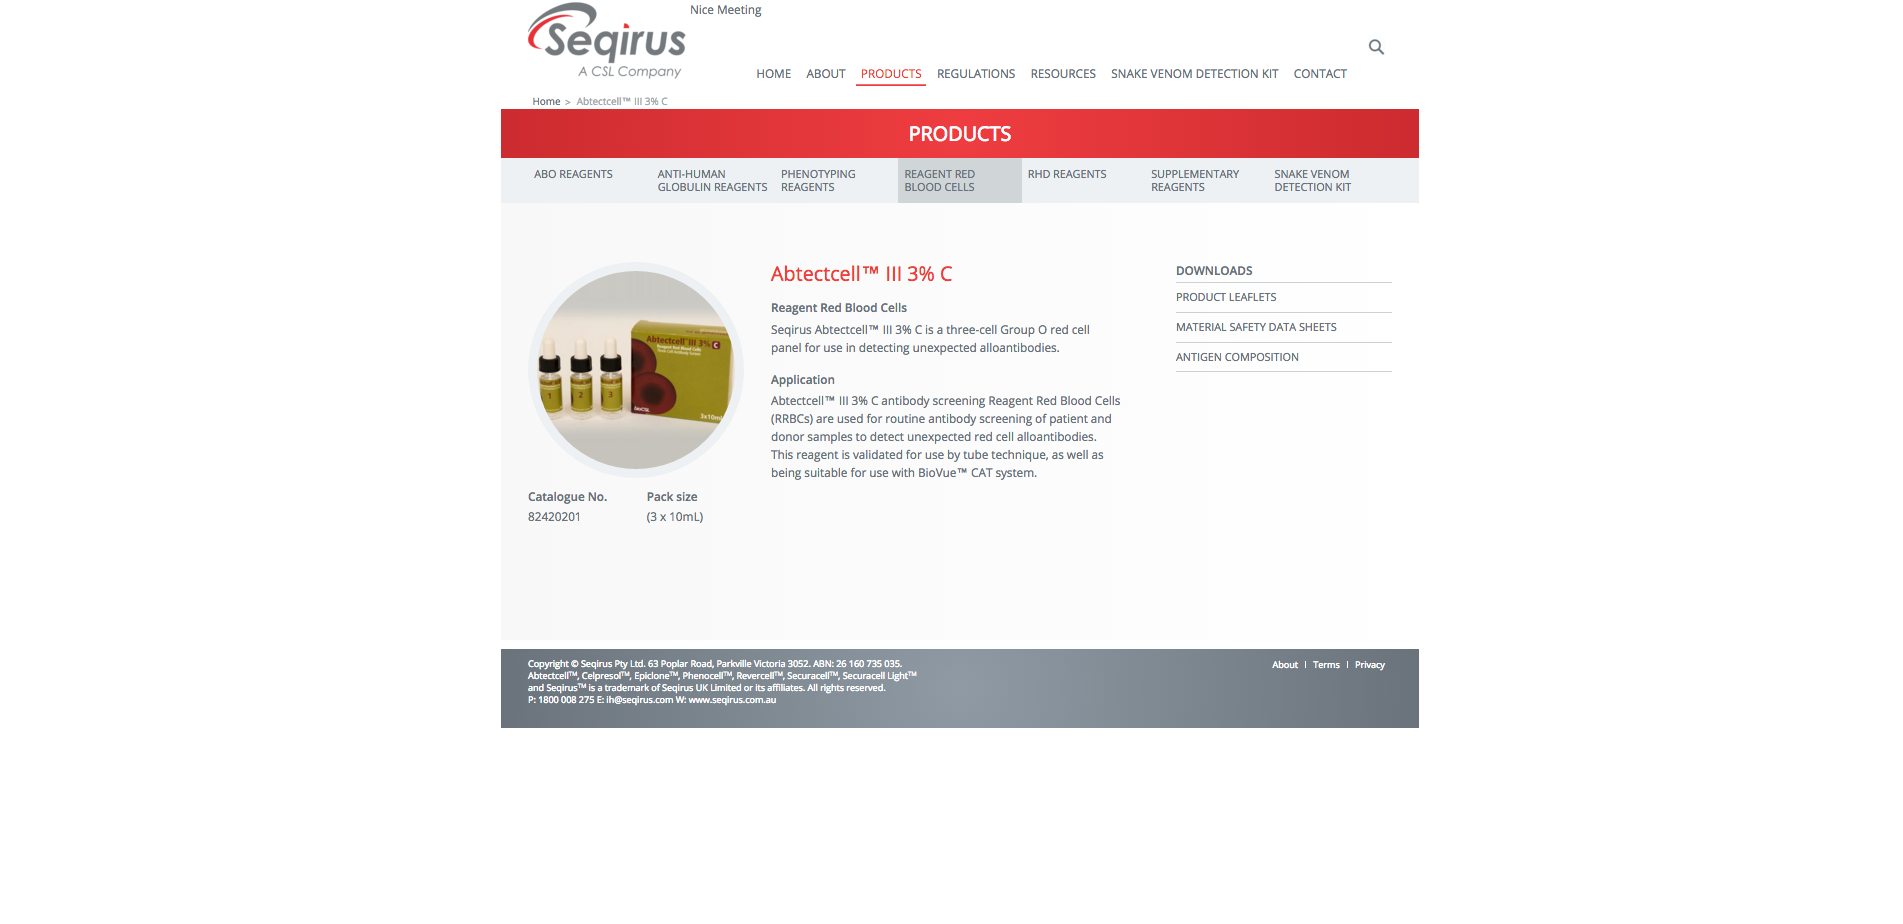 Seqirus
A CSL Company
Nice Meeting
HOME ABOUT PRODUCTS REGULATIONS RESOURCES SNAKE VENOM DETECTION KIT CONTACT
Home > Abtectcell™ III 3% C
PRODUCTS
ABO REAGENTS
ANTI-HUMAN
GLOBULIN REAGENTS
PHENOTYPING
REAGENTS
REAGENT RED
BLOOD CELLS
RHD REAGENTS
SUPPLEMENTARY
REAGENTS
SNAKE VENOM
DETECTION KIT
Abtectcell™ III 3% C
Reagent Red Blood Cells
1
2
3
3x10mL
Catalogue No. Pack size
82420201 (3 x 10mL)
Abtectcell™ III 3% C
Reagent Red Blood Cells
Seqirus Abtectcell™ III 3% C is a three-cell Group O red cell
panel for use in detecting unexpected alloantibodies.
Application
Abtectcell™ III 3% C antibody screening Reagent Red Blood Cells
(RRBCs) are used for routine antibody screening of patient and
donor samples to detect unexpected red cell alloantibodies.
This reagent is validated for use by tube technique, as well as
being suitable for use with BioVue™ CAT system.
DOWNLOADS
PRODUCT LEAFLETS
MATERIAL SAFETY DATA SHEETS
ANTIGEN COMPOSITION
Copyright © Seqirus Pty Ltd. 63 Poplar Road, Parkville Victoria 3052. ABN: 26 160 735 035.
Abtectcell™, Celpresol™, Epiclone™, Phenocell™, Revercell™, Securacell™, Securacell Light™
and Seqirus™ is a trademark of Seqirus UK Limited or its affiliates. All rights reserved.
P: 1800 008 275 E: ih@seqirus.com W: www.seqirus.com.au
About | Terms | Privacy